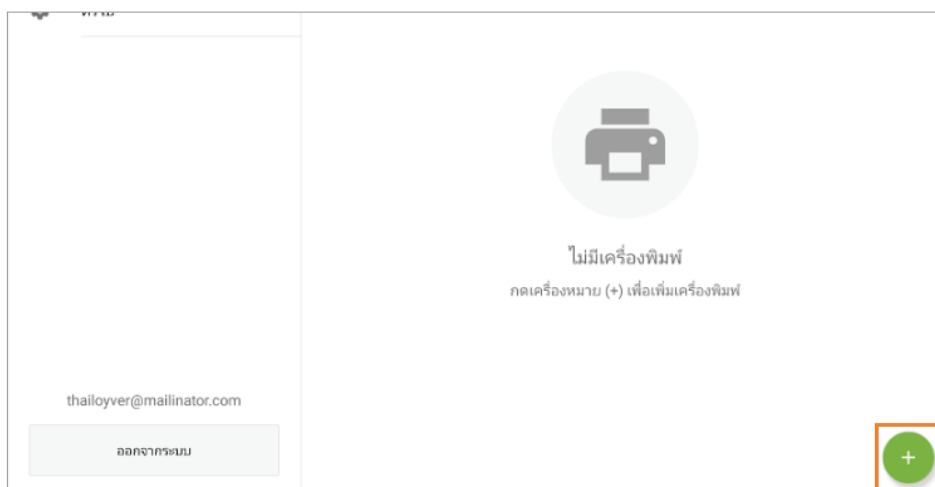 ไม่มีเครื่องพิมพ์
กดเครื่องหมาย (+) เพื่อเพิ่มเครื่องพิมพ์
thailoyver@mailinator.com
ออกจากระบบ
+